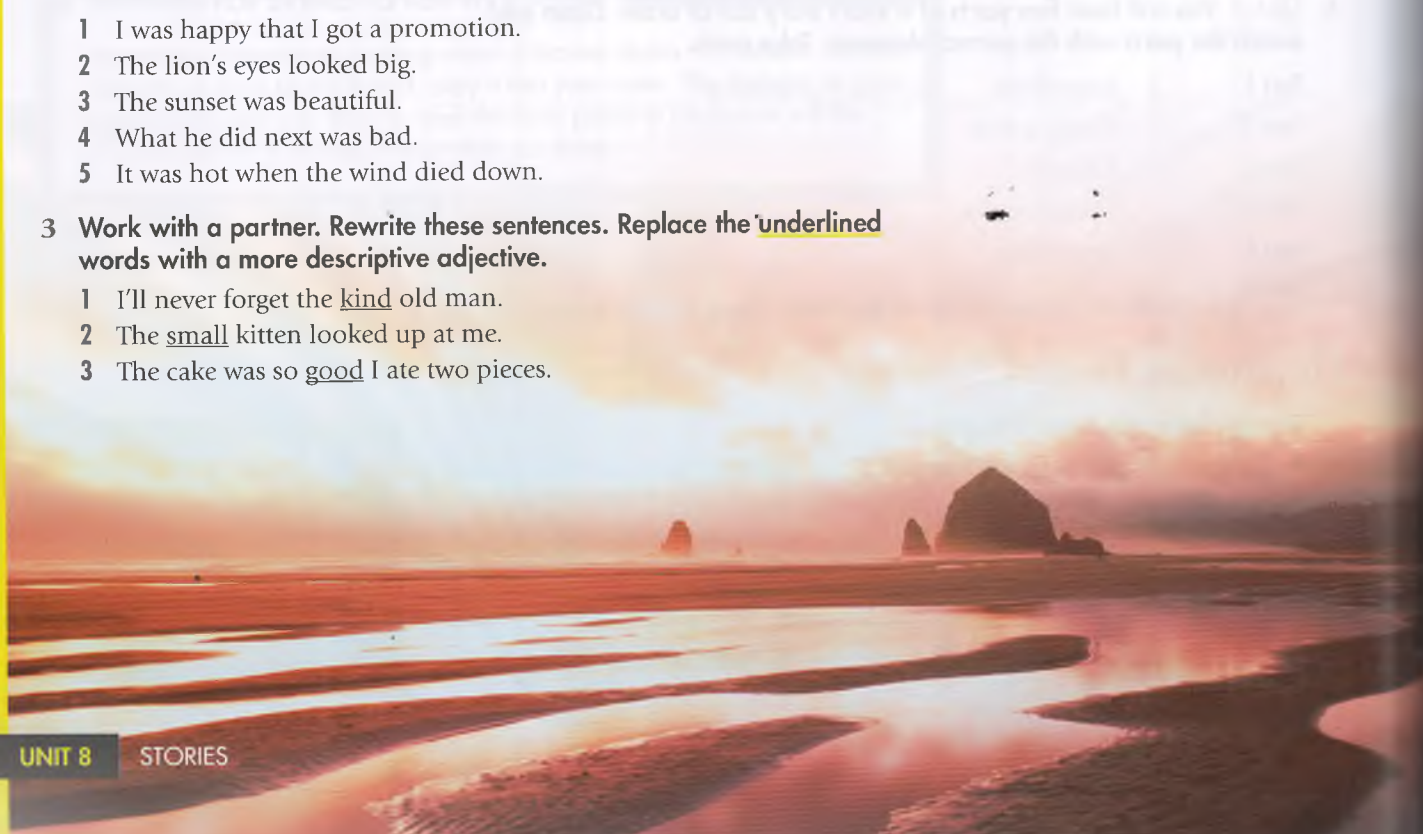 1 I was happy that I got a promotion.
2 The lion's eyes looked big.
3 The sunset was beautiful.
4 What he did next was bad.
5 It was hot when the wind died down.
3 Work with a partner. Rewrite these sentences. Replace the underlined
words with a more descriptive adjective.
1 I'll never forget the kind old man.
2 The small kitten looked up at me.
3 The cake was so good I ate two pieces.
UNIT 8 STORIES